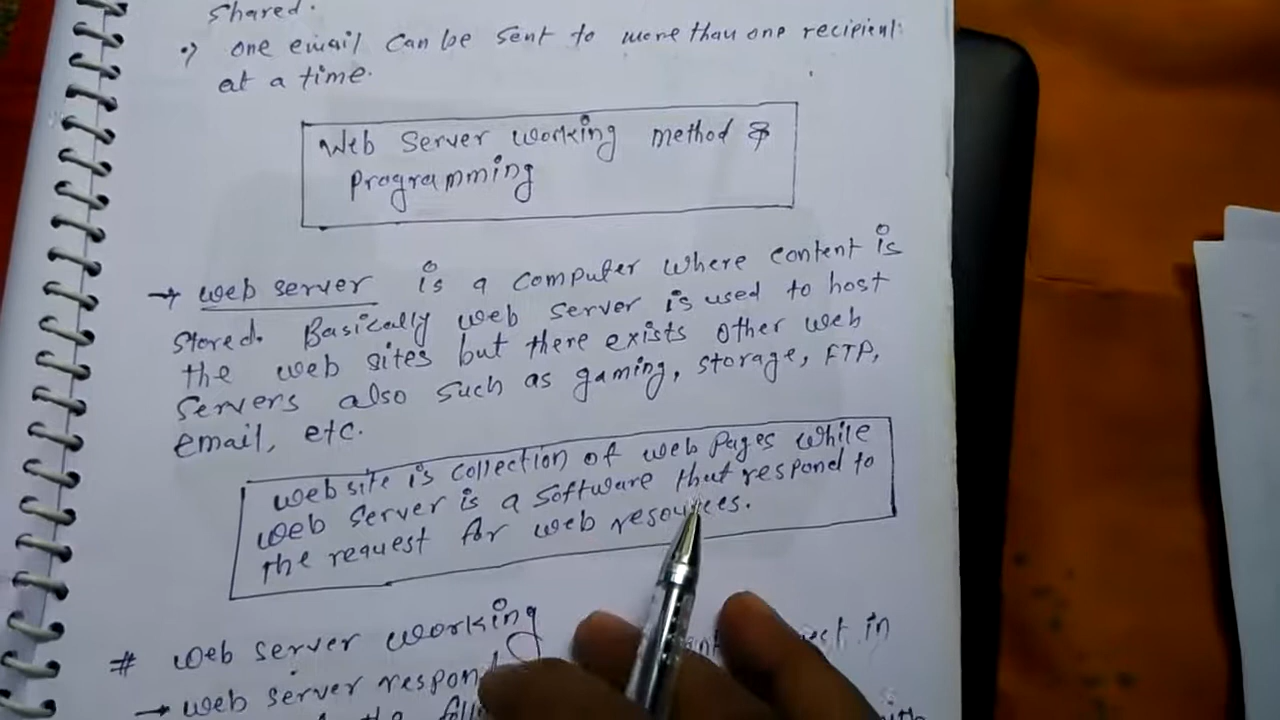 shared.
•) one email can be sent to more than one recipient
at a time.
Web server working method &
programming
→ web server is a computer where content is
stored. Basically web server is used to host
the web sites but there exists other web
servers also such as gaming, storage, FTP,
email, etc.
website is collection of web pages while
web server is a software that respond to
the request for web resources.
# web server working
→ web server respon in